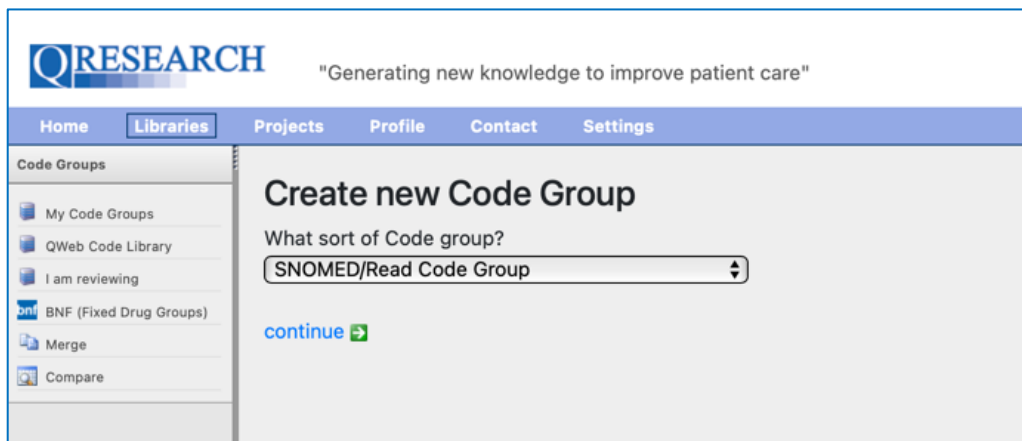 QRESEARCH
"Generating new knowledge to improve patient care"
Home Libraries Projects Profile Contact Settings
Code Groups
My Code Groups
QWeb Code Library
I am reviewing
bnf BNF (Fixed Drug Groups)
Merge
Compare
Create new Code Group
What sort of Code group?
SNOMED/Read Code Group
continue